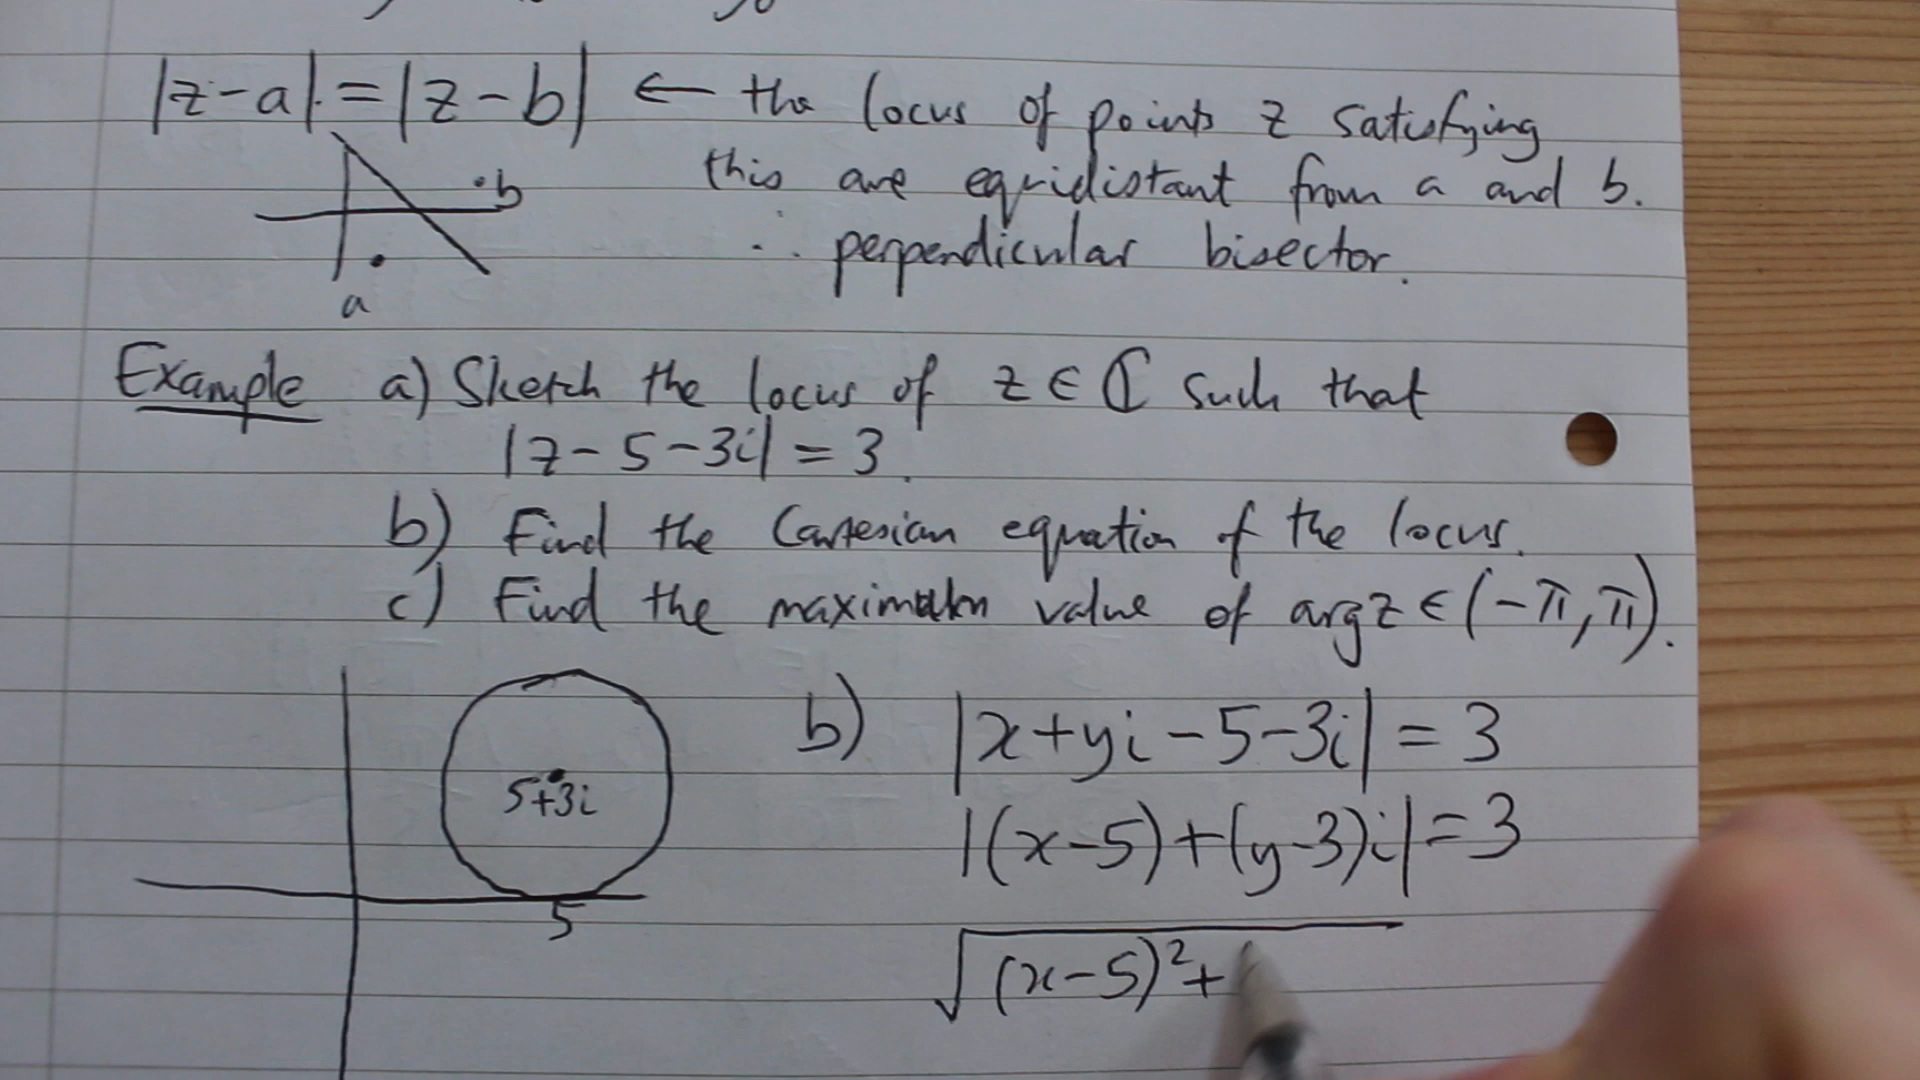 |z-a| = |z-b| ← the locus of points z satisfying
this are equidistant from a and b.
∴ perpendicular bisector.
b
a
Example a) Sketch the locus of z ∈ ℂ such that
|z-5-3i| = 3.
b) Find the Cartesian equation of the locus.
c) Find the maximum value of arg z ∈ (-π, π).
5+3i
5
b) |x+yi-5-3i| = 3
|(x-5)+(y-3)i| = 3
√(x-5)²+(